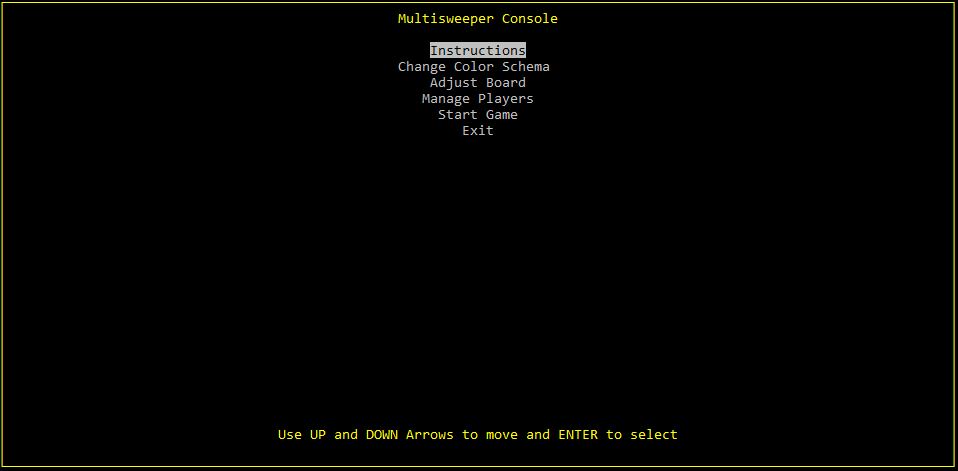 Multisweeper Console
Instructions
Change Color Schema
Adjust Board
Manage Players
Start Game
Exit
Use UP and DOWN Arrows to move and ENTER to select